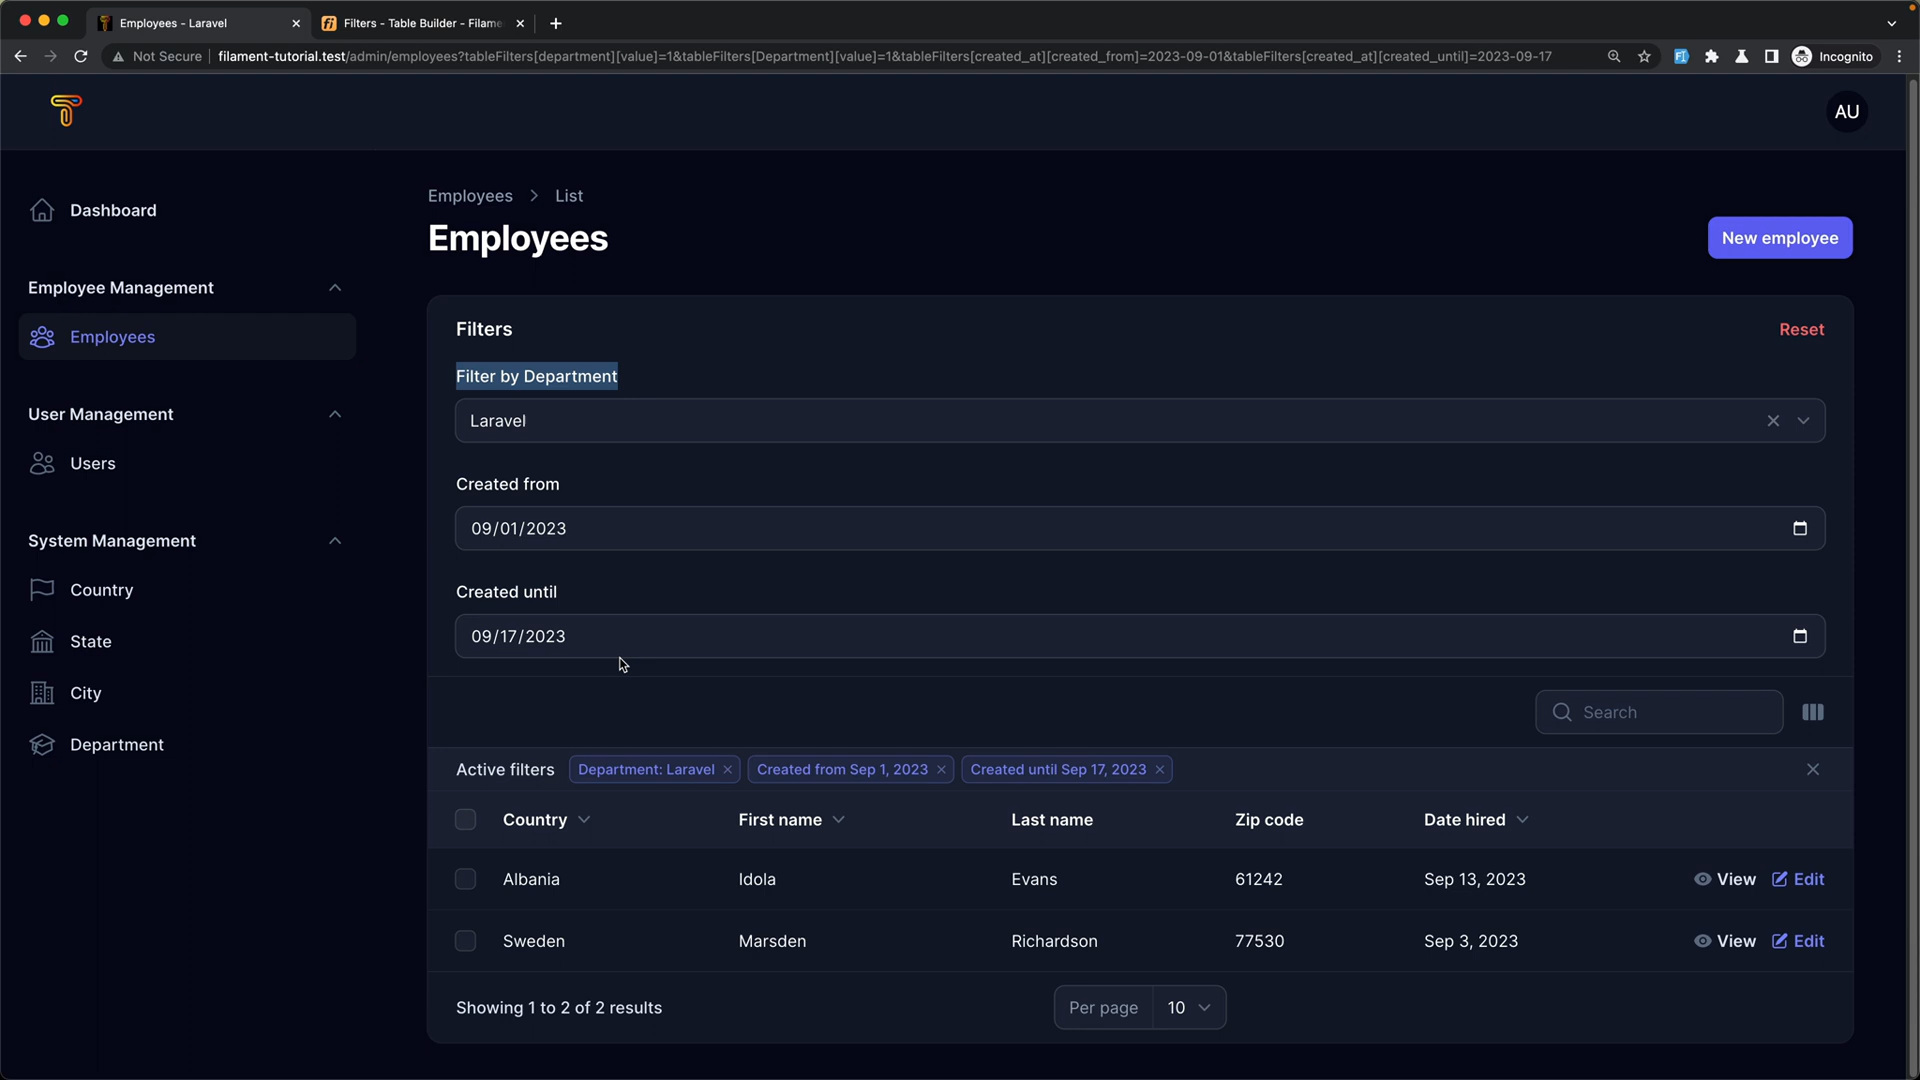 Employees - Laravel
Filters - Table Builder - Filame
Not Secure
filament-tutorial.test/admin/employees?tableFilters[department][value]=1&tableFilters[Department][value]=1&tableFilters[created_at][created_from]=2023-09-01&tableFilters[created_at][created_until]=2023-09-17
Incognito
AU
Dashboard
Employee Management
Employees
User Management
Users
System Management
Country
State
City
Department
Employees > List
Employees
New employee
Filters
Reset
Filter by Department
Laravel
Created from
09/01/2023
Created until
09/17/2023
Search
Active filters Department: Laravel Created from Sep 1, 2023 Created until Sep 17, 2023
Country First name Last name Zip code Date hired
Albania Idola Evans 61242 Sep 13, 2023 View Edit
Sweden Marsden Richardson 77530 Sep 3, 2023 View Edit
Showing 1 to 2 of 2 results
Per page 10